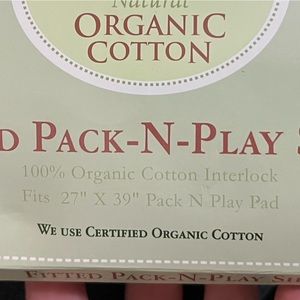 Natural
ORGANIC
COTTON
D PACK-N-PLAY S
100% Organic Cotton Interlock
Fits 27" X 39" Pack N Play Pad
WE USE CERTIFIED ORGANIC COTTON
FITTED PACK-N-PLAY SH